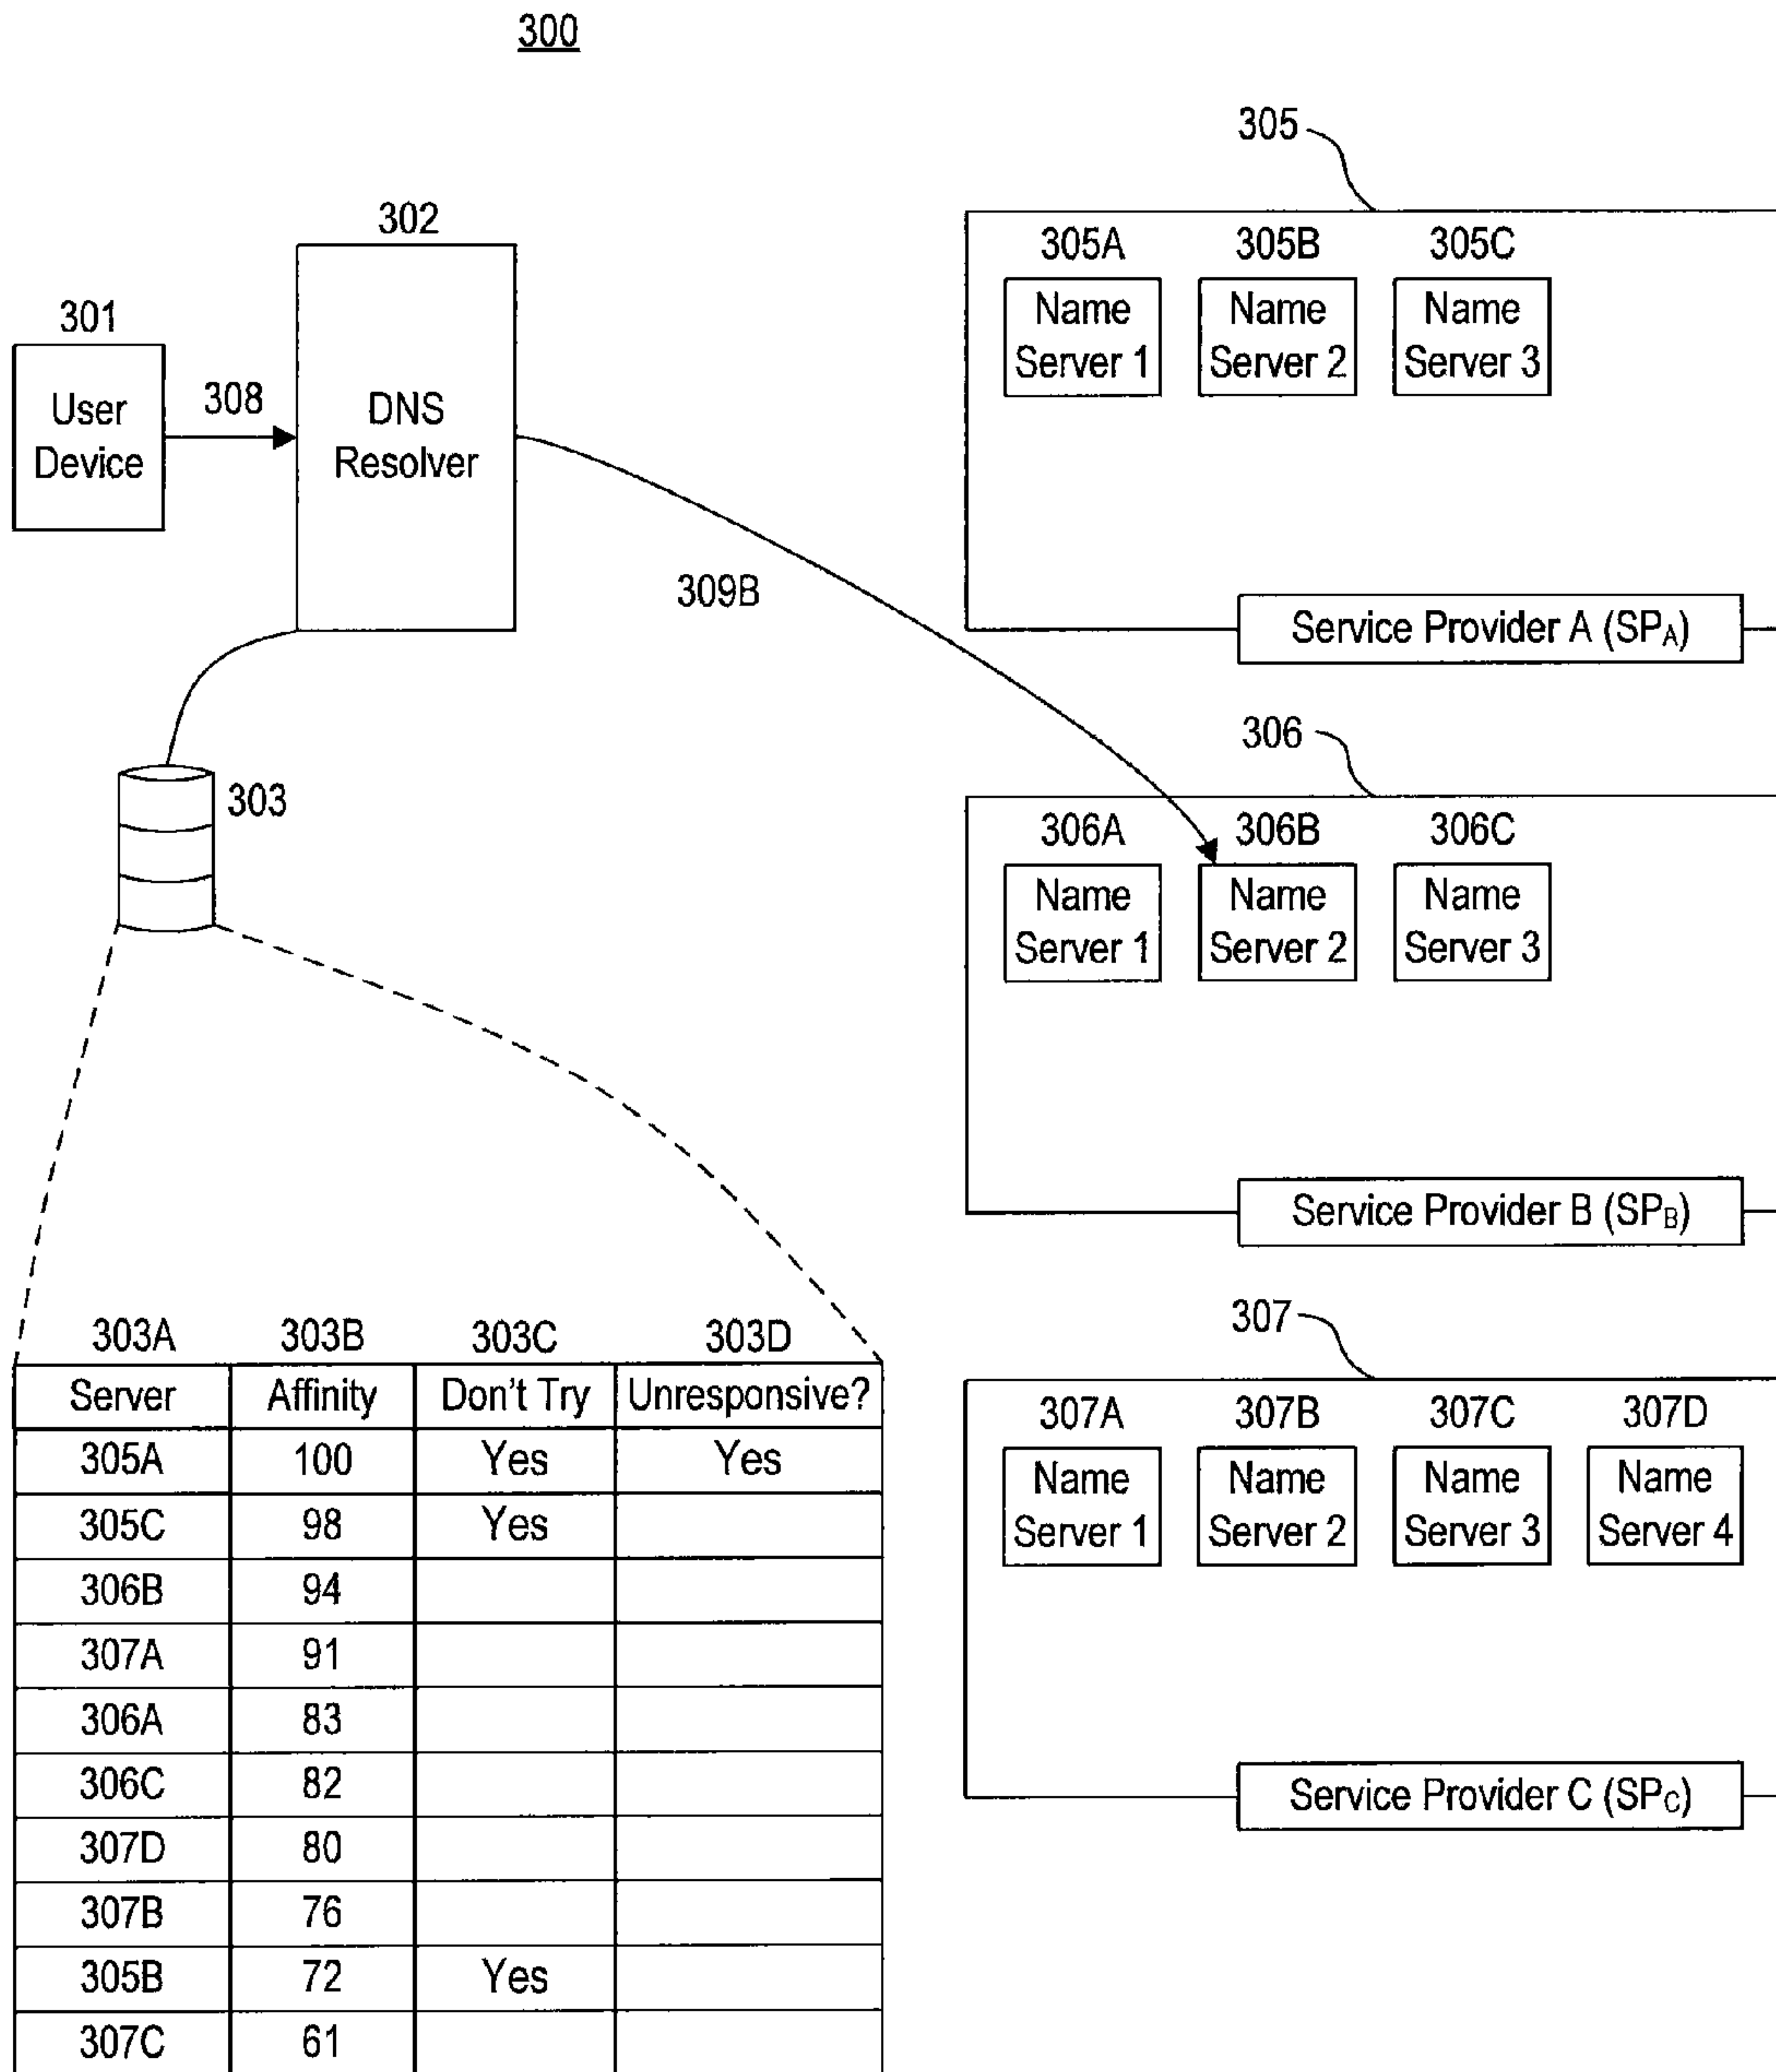 300
305
302
305A 305B 305C
Name Server 1
Name Server 2
Name Server 3
301
User Device
308
DNS Resolver
309B
Service Provider A (SPA)
306
303
306A 306B 306C
Name Server 1
Name Server 2
Name Server 3
Service Provider B (SPB)
307
307A 307B 307C 307D
Name Server 1
Name Server 2
Name Server 3
Name Server 4
Service Provider C (SPC)
303A 303B 303C 303D
Server Affinity Don't Try Unresponsive?
305A 100 Yes Yes
305C 98 Yes
306B 94
307A 91
306A 83
306C 82
307D 80
307B 76
305B 72 Yes
307C 61